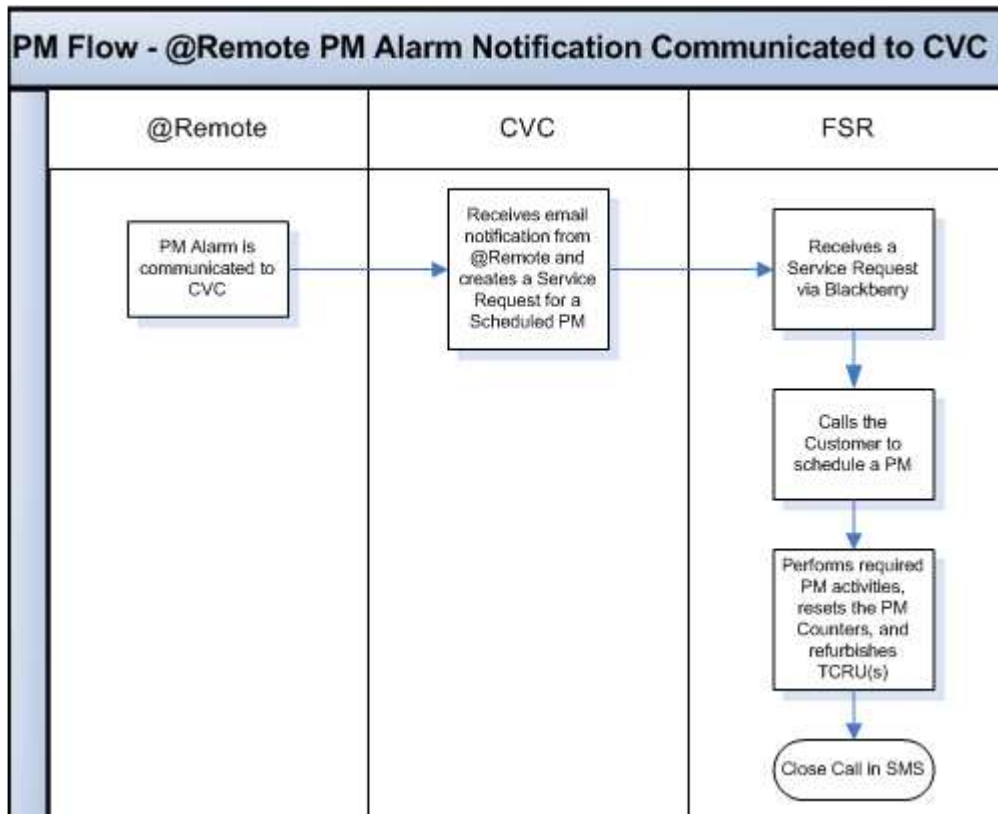 PM Flow - @Remote PM Alarm Notification Communicated to CVC
@Remote
CVC
FSR
PM Alarm is
communicated to
CVC
Receives email
notification from
@Remote and
creates a Service
Request for a
Scheduled PM
Receives a
Service Request
via Blackberry
Calls the
Customer to
schedule a PM
Performs required
PM activities,
resets the PM
Counters, and
refurbishes
TCRU(s)
Close Call in SMS